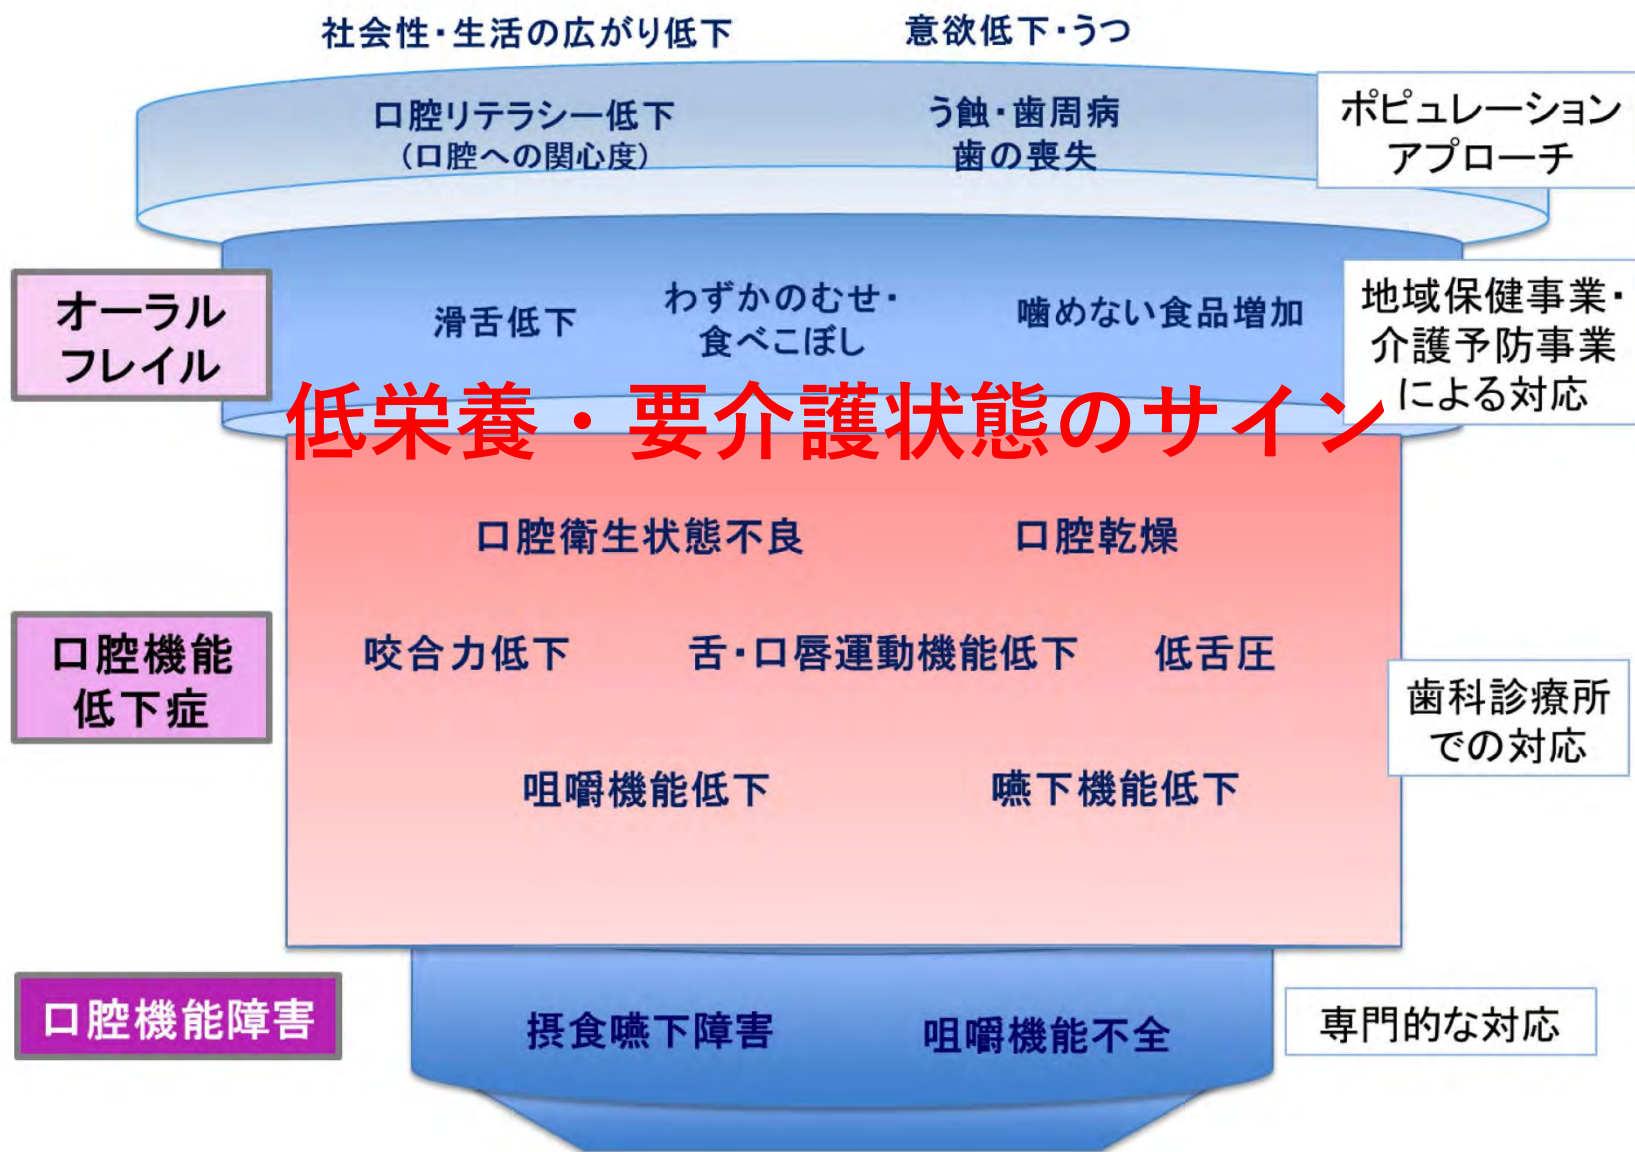 社会性・生活の広がり低下
意欲低下・うつ
口腔リテラシー低下
(口腔への関心度)
う蝕・歯周病
歯の喪失
ポピュレーション
アプローチ
オーラル
フレイル
滑舌低下
わずかのむせ・
食べこぼし
噛めない食品増加
地域保健事業・
介護予防事業
による対応
低栄養・要介護状態のサイン
口腔衛生状態不良
口腔乾燥
口腔機能
低下症
咬合力低下
舌・口唇運動機能低下
低舌圧
歯科診療所
での対応
咀嚼機能低下
嚥下機能低下
口腔機能障害
摂食嚥下障害
咀嚼機能不全
専門的な対応